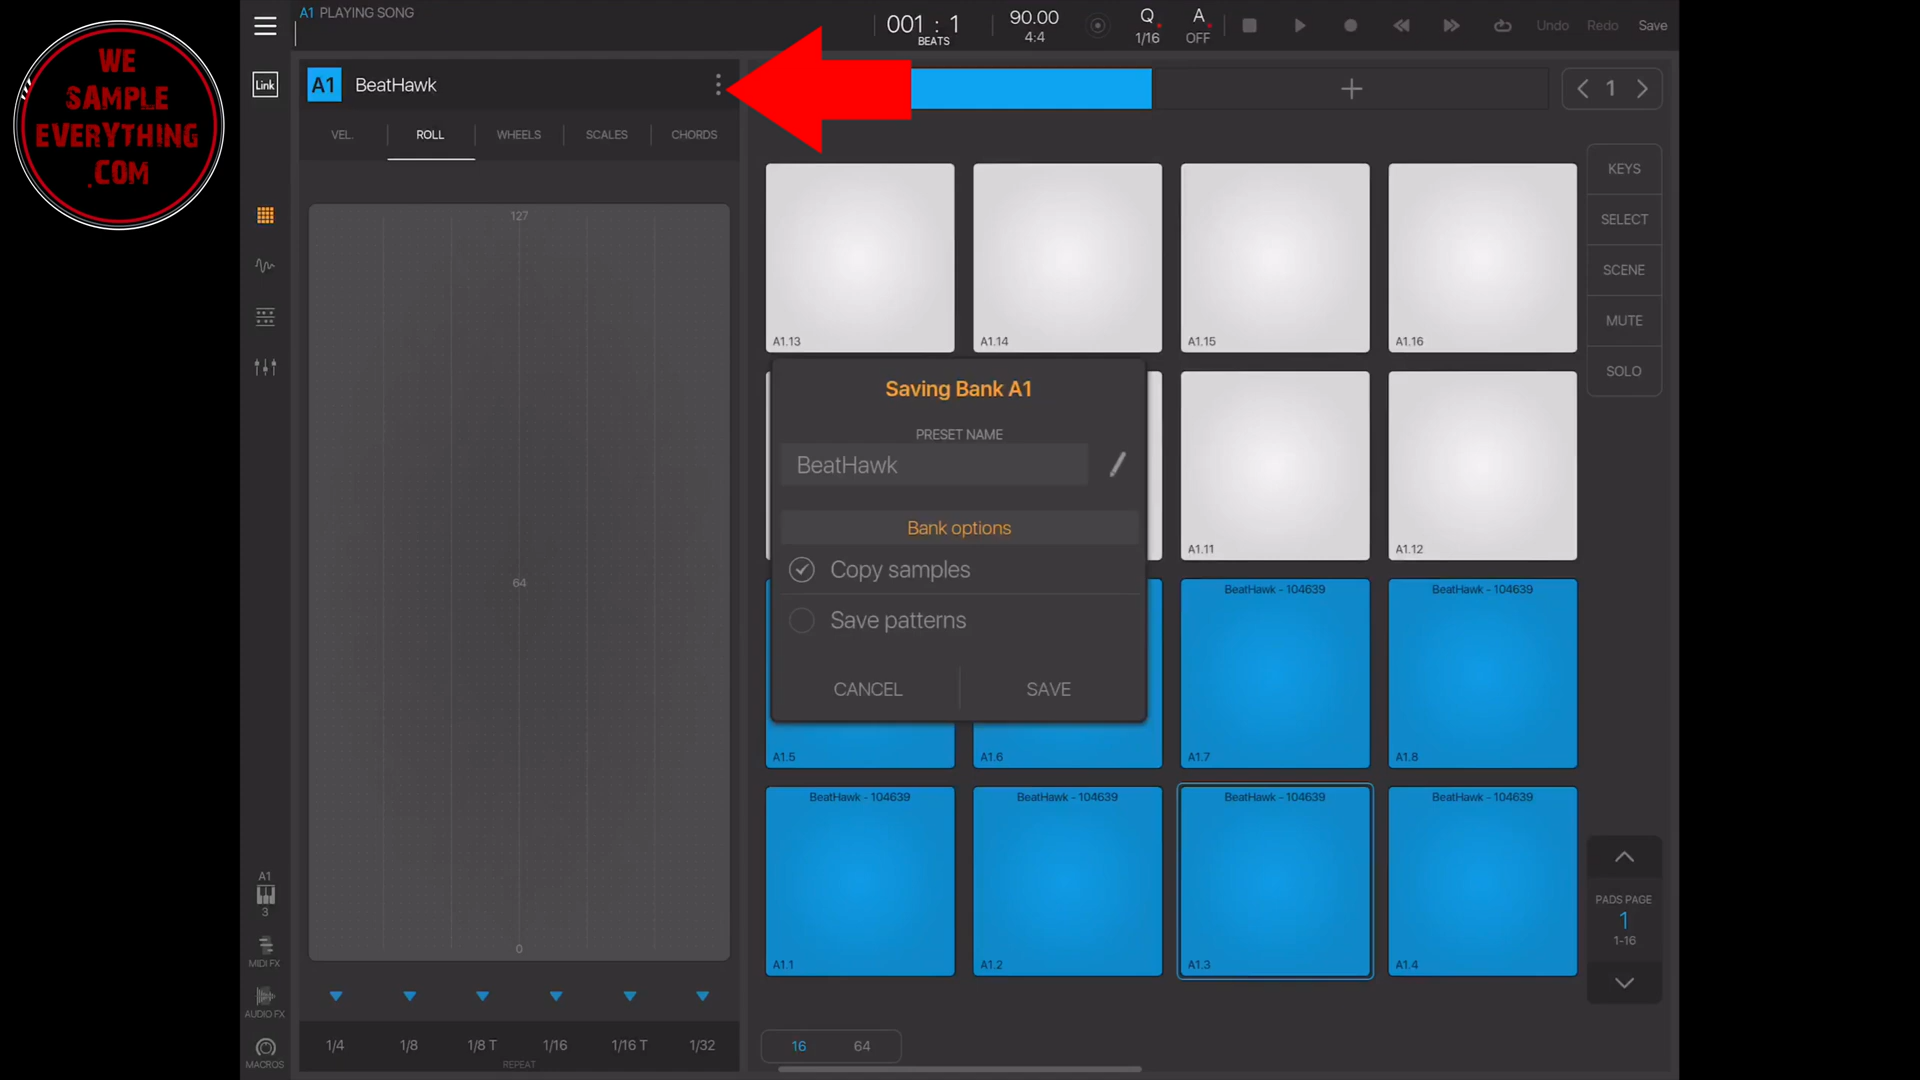 WE
SAMPLE
EVERYTHING
.COM
A1 PLAYING SONG
001 : 1
BEATS
90.00
4:4
Q
1/16
A
OFF
Undo
Redo
Save
Link
A1 BeatHawk
VEL.
ROLL
WHEELS
SCALES
CHORDS
127
64
0
+
1
KEYS
SELECT
SCENE
MUTE
SOLO
A1.13
A1.14
A1.15
A1.16
Saving Bank A1
PRESET NAME
BeatHawk
Bank options
Copy samples
Save patterns
CANCEL
SAVE
A1.11
A1.12
BeatHawk - 104639
BeatHawk - 104639
A1.5
A1.6
A1.7
A1.8
BeatHawk - 104639
BeatHawk - 104639
BeatHawk - 104639
BeatHawk - 104639
A1.1
A1.2
A1.3
A1.4
PADS PAGE
1
1-16
A1
3
MIDI FX
AUDIO FX
MACROS
1/4
1/8
1/8 T
1/16
1/16 T
1/32
REPEAT
16
64